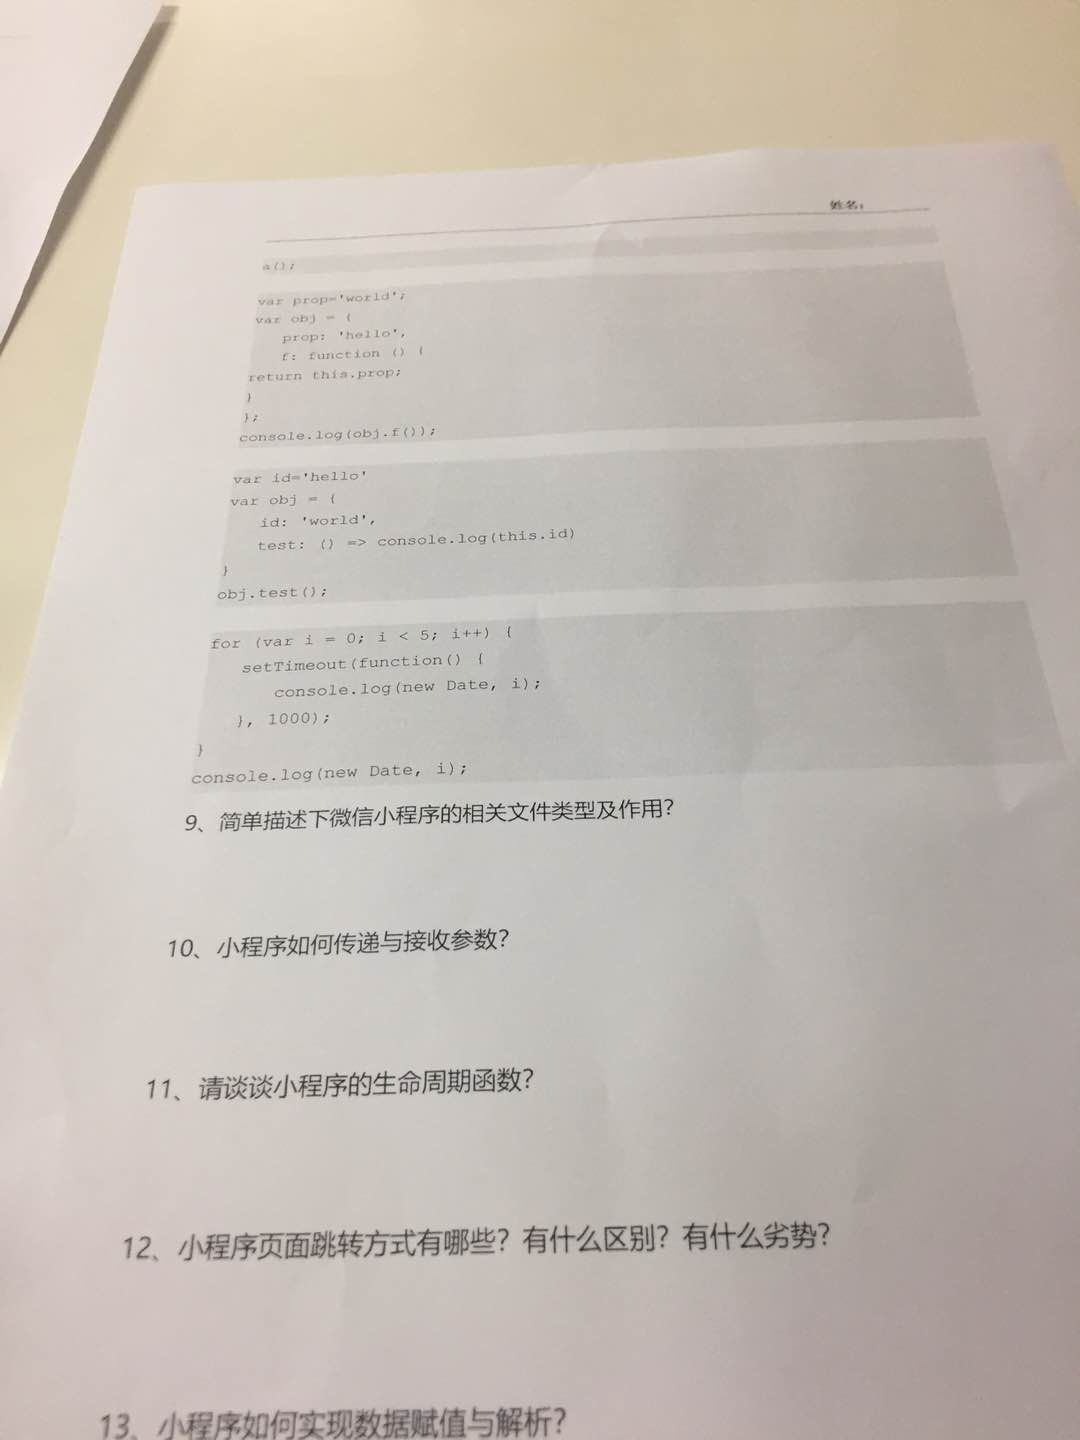 姓名:
a();
var prop='world';
var obj = {
prop: 'hello',
f: function () {
return this.prop;
}
};
console.log(obj.f());
var id='hello'
var obj = {
id: 'world',
test: () => console.log(this.id)
}
obj.test();
for (var i = 0; i < 5; i++) {
setTimeout(function() {
console.log(new Date, i);
}, 1000);
}
console.log(new Date, i);
9、简单描述下微信小程序的相关文件类型及作用?
10、小程序如何传递与接收参数?
11、请谈谈小程序的生命周期函数?
12、小程序页面跳转方式有哪些? 有什么区别? 有什么劣势?
13、小程序如何实现数据赋值与解析?